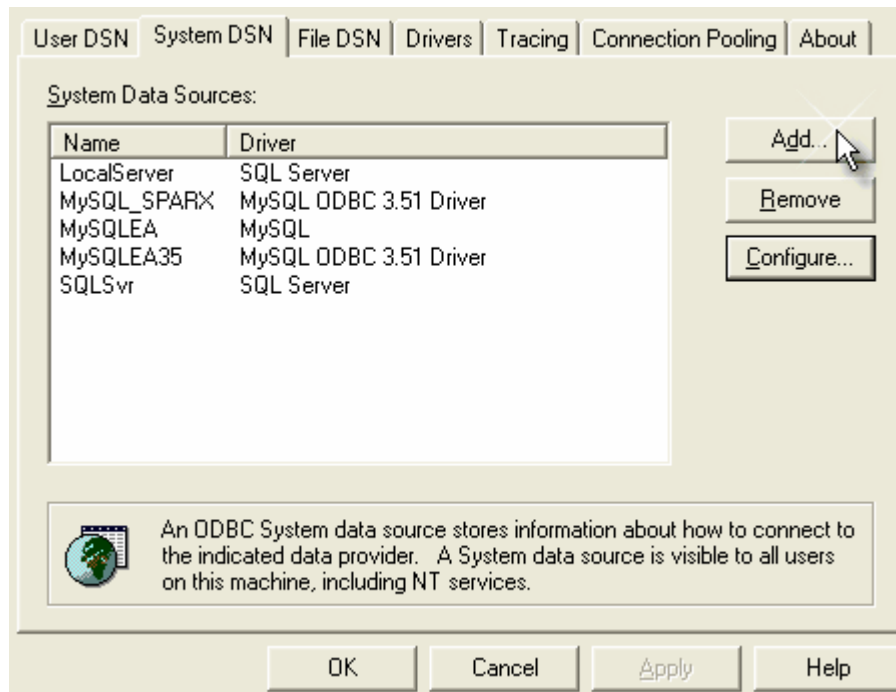 User DSN System DSN File DSN Drivers Tracing Connection Pooling About
System Data Sources:
Name Driver
LocalServer SQL Server
MySQL_SPARX MySQL ODBC 3.51 Driver
MySQLEA MySQL
MySQLEA35 MySQL ODBC 3.51 Driver
SQLSvr SQL Server
Add...
Remove
Configure...
An ODBC System data source stores information about how to connect to
the indicated data provider. A System data source is visible to all users
on this machine, including NT services.
OK Cancel Apply Help